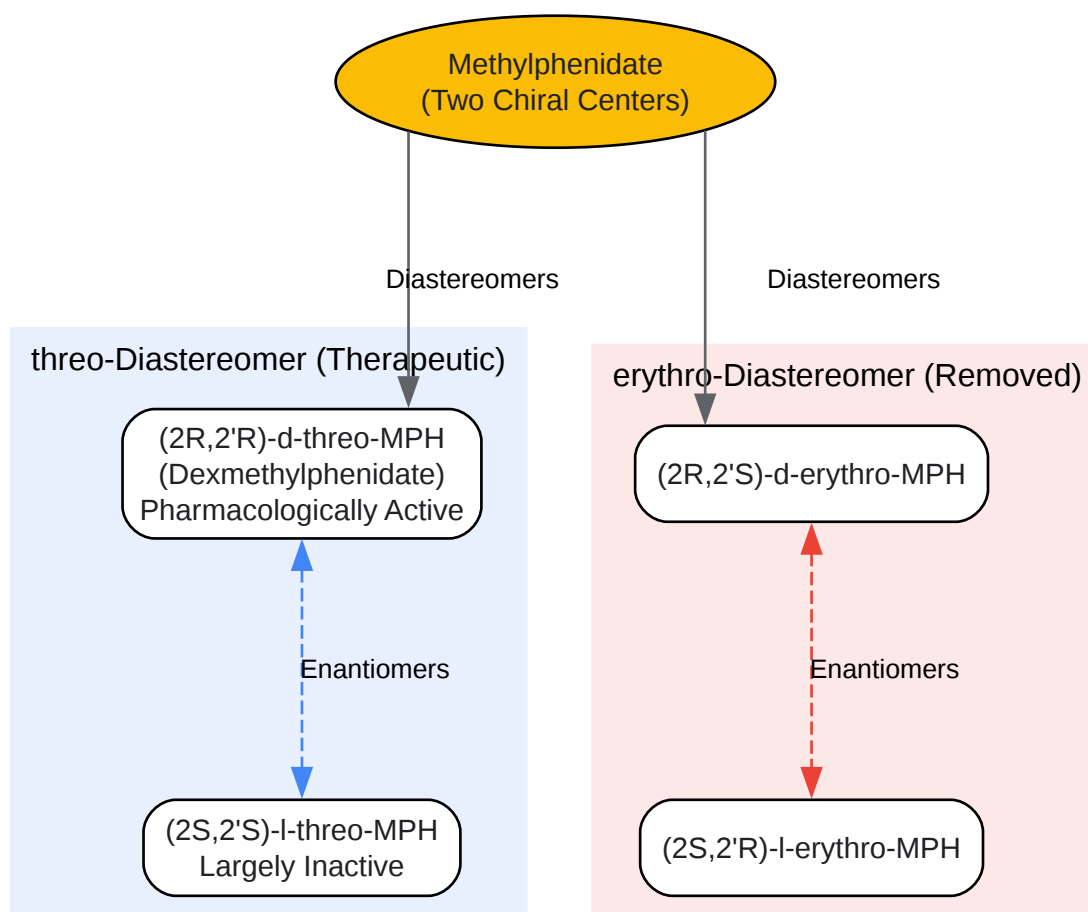 Methylphenidate
(Two Chiral Centers)
Diastereomers
Diastereomers
threo-Diastereomer (Therapeutic)
(2R,2'R)-d-threo-MPH
(Dexmethylphenidate)
Pharmacologically Active
Enantiomers
(2S,2'S)-l-threo-MPH
Largely Inactive
erythro-Diastereomer (Removed)
(2R,2'S)-d-erythro-MPH
Enantiomers
(2S,2'R)-l-erythro-MPH